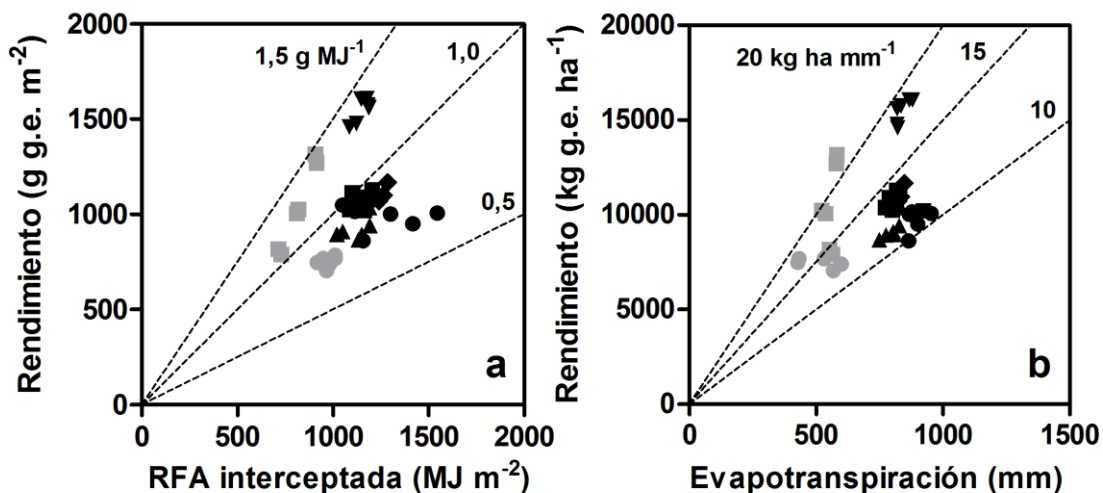 Rendimiento (g g.e. m-2)
2000
1500
1000
500
0
1,5 g MJ-1
1,0
0,5
a
0 500 1000 1500 2000
RFA interceptada (MJ m-2)
Rendimiento (kg g.e. ha-1)
20000
15000
10000
5000
0
20 kg ha mm-1
15
10
b
0 500 1000 1500
Evapotranspiración (mm)